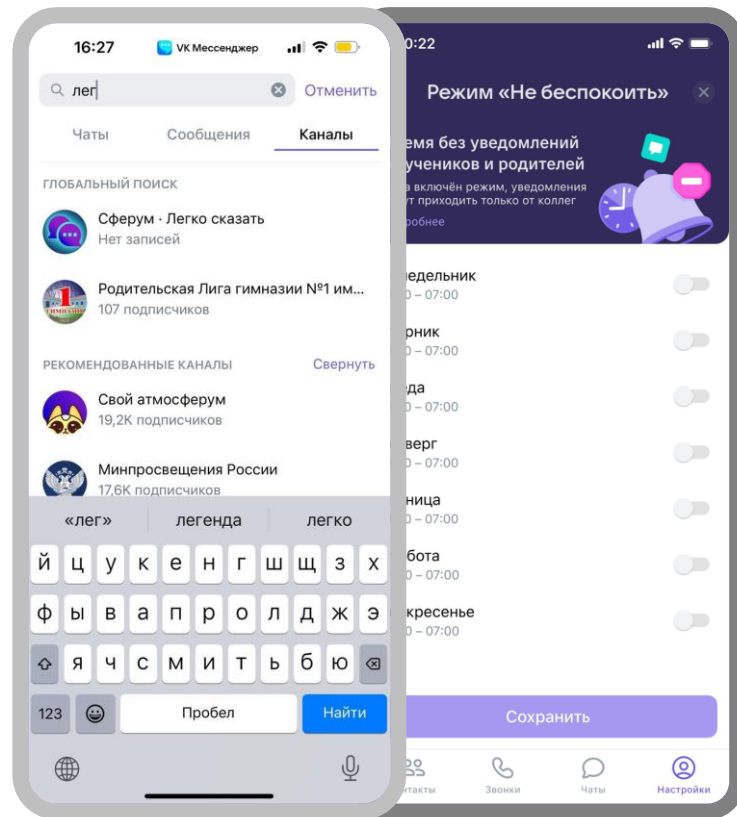 16:27
VK Мессенджер
лег
Отменить
Чаты
Сообщения
Каналы
ГЛОБАЛЬНЫЙ ПОИСК
Сферум · Легко сказать
Нет записей
Родительская Лига гимназии №1 им...
107 подписчиков
РЕКОМЕНДОВАННЫЕ КАНАЛЫ
Свернуть
Свой атмосферум
19,2K подписчиков
Минпросвещения России
17,6K подписчиков
«лег»
легенда
легко
й ц у к е н г ш щ з х
ф ы в а п р о л д ж э
я ч с м и т ь б ю
123
Пробел
Найти
0:22
Режим «Не беспокоить»
емя без уведомлений
учеников и родителей
а включён режим, уведомления
ут приходить только от коллег
робнее
недельник
0 – 07:00
рник
0 – 07:00
да
0 – 07:00
верг
0 – 07:00
ница
0 – 07:00
бота
0 – 07:00
кресенье
0 – 07:00
Сохранить
нтакты
Звонки
Чаты
Настройки